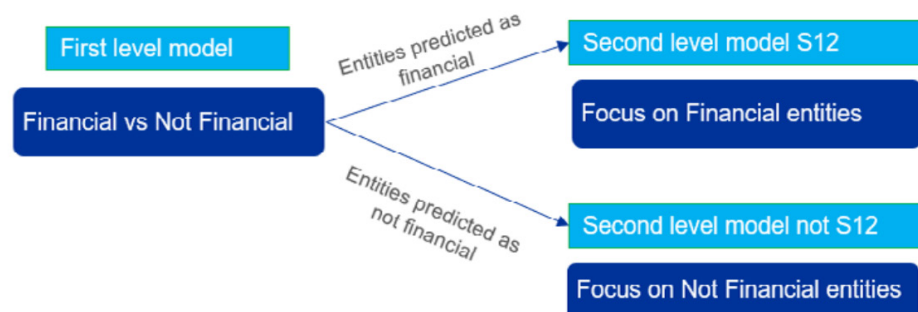 First level model
Financial vs Not Financial
Entities predicted as
financial
Entities predicted as
not financial
Second level model S12
Focus on Financial entities
Second level model not S12
Focus on Not Financial entities